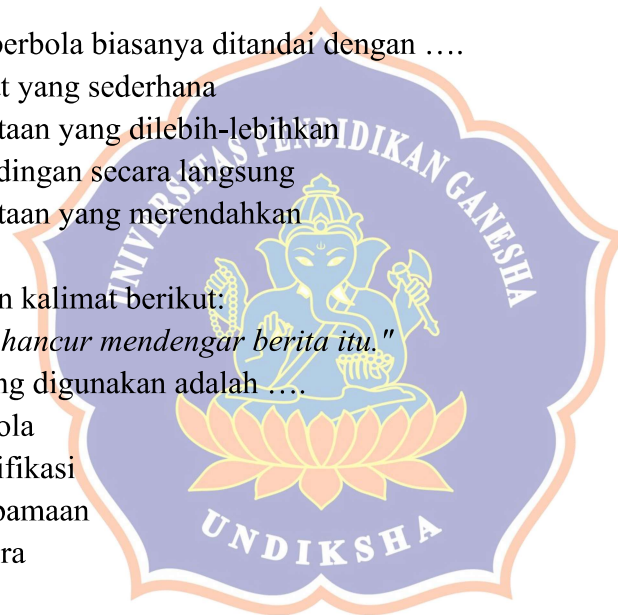 perbola biasanya ditandai dengan ….
yang sederhana
taan yang dilebih-lebihkan
dingan secara langsung
taan yang merendahkan
UNIVERSITAS PENDIDIKAN GANESHA
n kalimat berikut:
hancur mendengar berita itu."
ng digunakan adalah ….
ola
ifikasi
pamaan
ra
UNDIKSHA